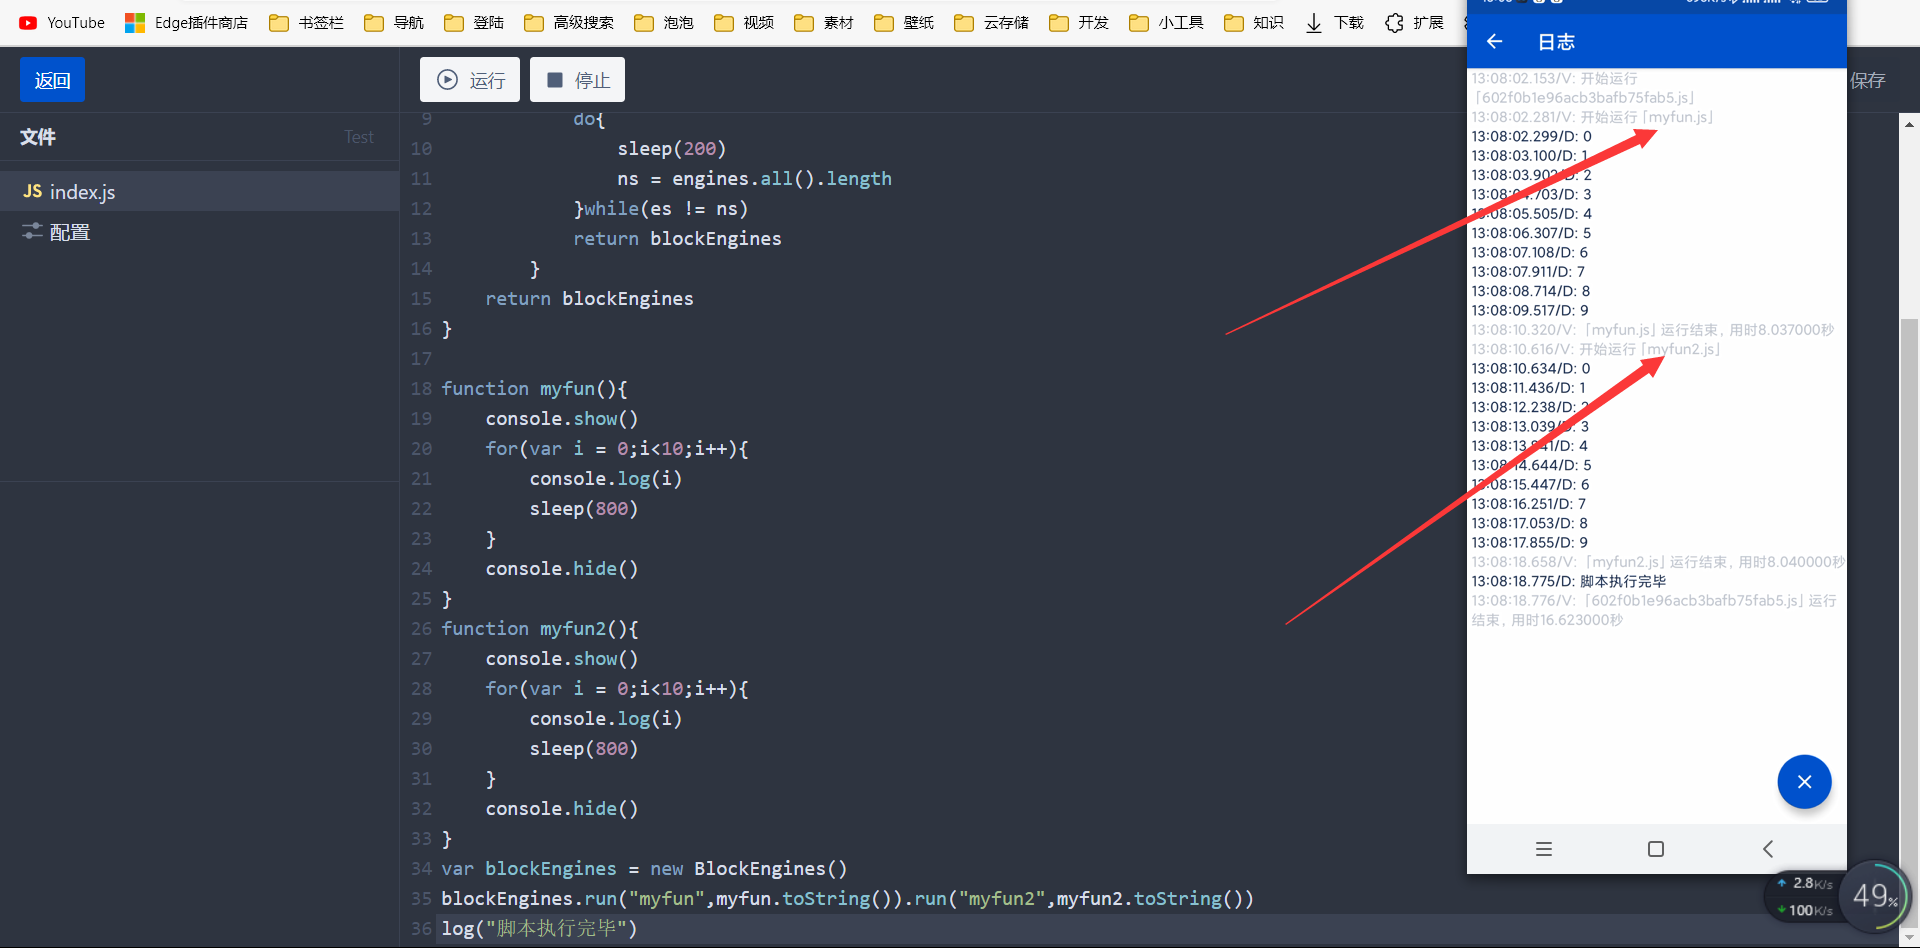 YouTube
Edge插件商店
书签栏
导航
登陆
高级搜索
泡泡
视频
素材
壁纸
云存储
开发
小工具
知识
下载
扩展
返回
运行
停止
保存
文件
Test
JS index.js
配置
9 do{
10 sleep(200)
11 ns = engines.all().length
12 }while(es != ns)
13 return blockEngines
14 }
15 return blockEngines
16 }
17
18 function myfun(){
19 console.show()
20 for(var i = 0;i<10;i++){
21 console.log(i)
22 sleep(800)
23 }
24 console.hide()
25 }
26 function myfun2(){
27 console.show()
28 for(var i = 0;i<10;i++){
29 console.log(i)
30 sleep(800)
31 }
32 console.hide()
33 }
34 var blockEngines = new BlockEngines()
35 blockEngines.run("myfun",myfun.toString()).run("myfun2",myfun2.toString())
36 log("脚本执行完毕")
日志
13:08:02.153/V: 开始运行
「602f0b1e96acb3bafb75fab5.js」
13:08:02.281/V: 开始运行「myfun.js」
13:08:02.299/D: 0
13:08:03.100/D: 1
13:08:03.902/D: 2
13:08:04.703/D: 3
13:08:05.505/D: 4
13:08:06.307/D: 5
13:08:07.108/D: 6
13:08:07.911/D: 7
13:08:08.714/D: 8
13:08:09.517/D: 9
13:08:10.320/V: 「myfun.js」运行结束, 用时8.037000秒
13:08:10.616/V: 开始运行「myfun2.js」
13:08:10.634/D: 0
13:08:11.436/D: 1
13:08:12.238/D: 2
13:08:13.039/D: 3
13:08:13.841/D: 4
13:08:14.644/D: 5
13:08:15.447/D: 6
13:08:16.251/D: 7
13:08:17.053/D: 8
13:08:17.855/D: 9
13:08:18.658/V: 「myfun2.js」运行结束, 用时8.040000秒
13:08:18.775/D: 脚本执行完毕
13:08:18.776/V: 「602f0b1e96acb3bafb75fab5.js」运行
结束, 用时16.623000秒
2.8K/s
100K/s
49%